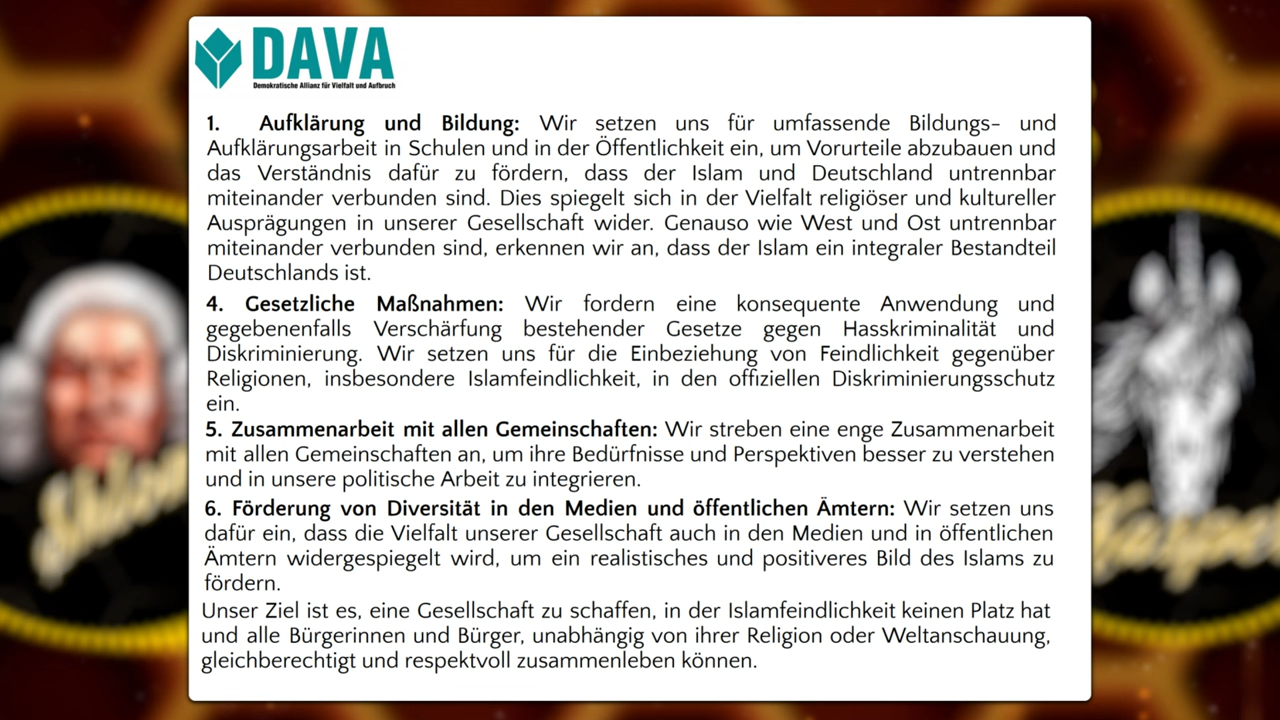 DAVA
Demokratische Allianz für Vielfalt und Aufbruch
1. Aufklärung und Bildung: Wir setzen uns für umfassende Bildungs- und
Aufklärungsarbeit in Schulen und in der Öffentlichkeit ein, um Vorurteile abzubauen und
das Verständnis dafür zu fördern, dass der Islam und Deutschland untrennbar
miteinander verbunden sind. Dies spiegelt sich in der Vielfalt religiöser und kultureller
Ausprägungen in unserer Gesellschaft wider. Genauso wie West und Ost untrennbar
miteinander verbunden sind, erkennen wir an, dass der Islam ein integraler Bestandteil
Deutschlands ist.
4. Gesetzliche Maßnahmen: Wir fordern eine konsequente Anwendung und
gegebenenfalls Verschärfung bestehender Gesetze gegen Hasskriminalität und
Diskriminierung. Wir setzen uns für die Einbeziehung von Feindlichkeit gegenüber
Religionen, insbesondere Islamfeindlichkeit, in den offiziellen Diskriminierungsschutz
ein.
5. Zusammenarbeit mit allen Gemeinschaften: Wir streben eine enge Zusammenarbeit
mit allen Gemeinschaften an, um ihre Bedürfnisse und Perspektiven besser zu verstehen
und in unsere politische Arbeit zu integrieren.
6. Förderung von Diversität in den Medien und öffentlichen Ämtern: Wir setzen uns
dafür ein, dass die Vielfalt unserer Gesellschaft auch in den Medien und in öffentlichen
Ämtern widergespiegelt wird, um ein realistisches und positiveres Bild des Islams zu
fördern.
Unser Ziel ist es, eine Gesellschaft zu schaffen, in der Islamfeindlichkeit keinen Platz hat
und alle Bürgerinnen und Bürger, unabhängig von ihrer Religion oder Weltanschauung,
gleichberechtigt und respektvoll zusammenleben können.